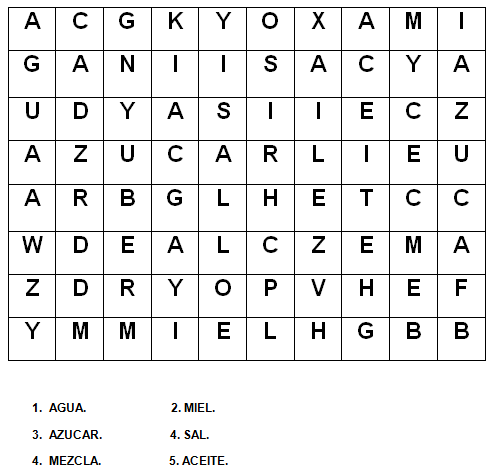 A C G K Y O X A M I
G A N I I S A C Y A
U D Y A S I I E C Z
A Z U C A R L I E U
A R B G L H E T C C
W D E A L C Z E M A
Z D R Y O P V H E F
Y M M I E L H G B B
1. AGUA. 2. MIEL.
3. AZUCAR. 4. SAL.
4. MEZCLA. 5. ACEITE.